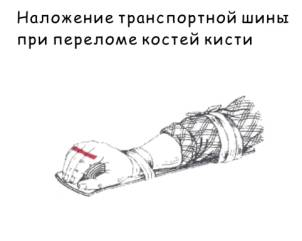 Наложение транспортной шины
при переломе костей кисти